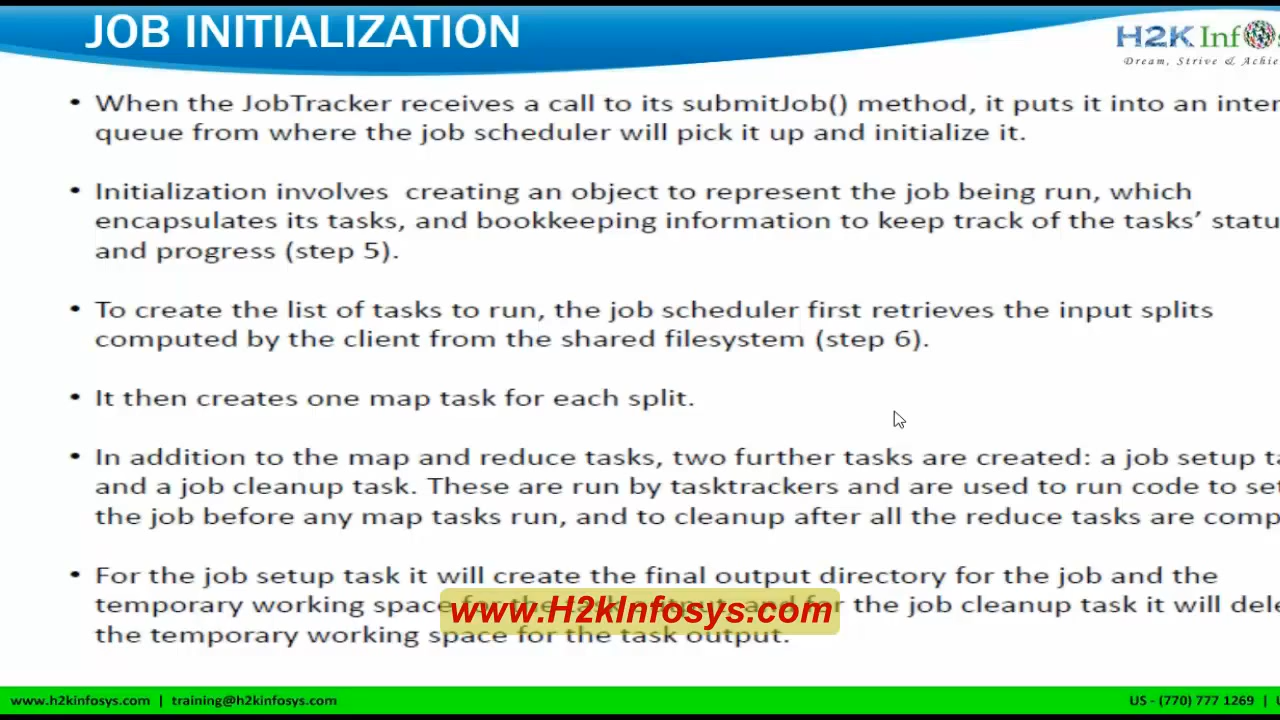 JOB INITIALIZATION
H2K Inf
Dream, Strive & Achie
• When the JobTracker receives a call to its submitJob() method, it puts it into an inter
queue from where the job scheduler will pick it up and initialize it.
• Initialization involves creating an object to represent the job being run, which
encapsulates its tasks, and bookkeeping information to keep track of the tasks’ statu
and progress (step 5).
• To create the list of tasks to run, the job scheduler first retrieves the input splits
computed by the client from the shared filesystem (step 6).
• It then creates one map task for each split.
• In addition to the map and reduce tasks, two further tasks are created: a job setup ta
and a job cleanup task. These are run by tasktrackers and are used to run code to set
the job before any map tasks run, and to cleanup after all the reduce tasks are comp
• For the job setup task it will create the final output directory for the job and the
temporary working space for the task output, and for the job cleanup task it will dele
www.H2kInfosys.com
the temporary working space for the task output.
www.h2kinfosys.com | training@h2kinfosys.com
US - (770) 777 1269 |